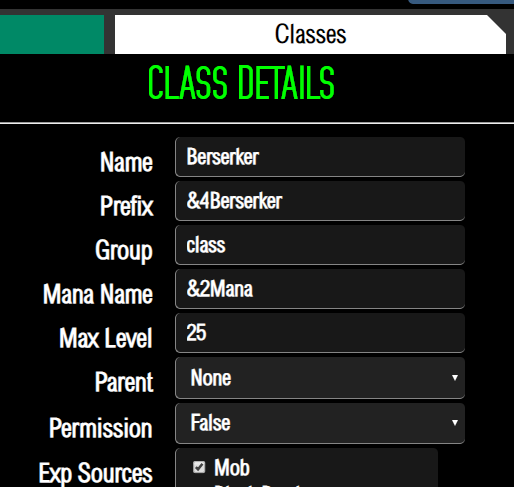 Classes
CLASS DETAILS
Name Berserker
Prefix &4Berserker
Group class
Mana Name &2Mana
Max Level 25
Parent None
Permission False
Exp Sources Mob